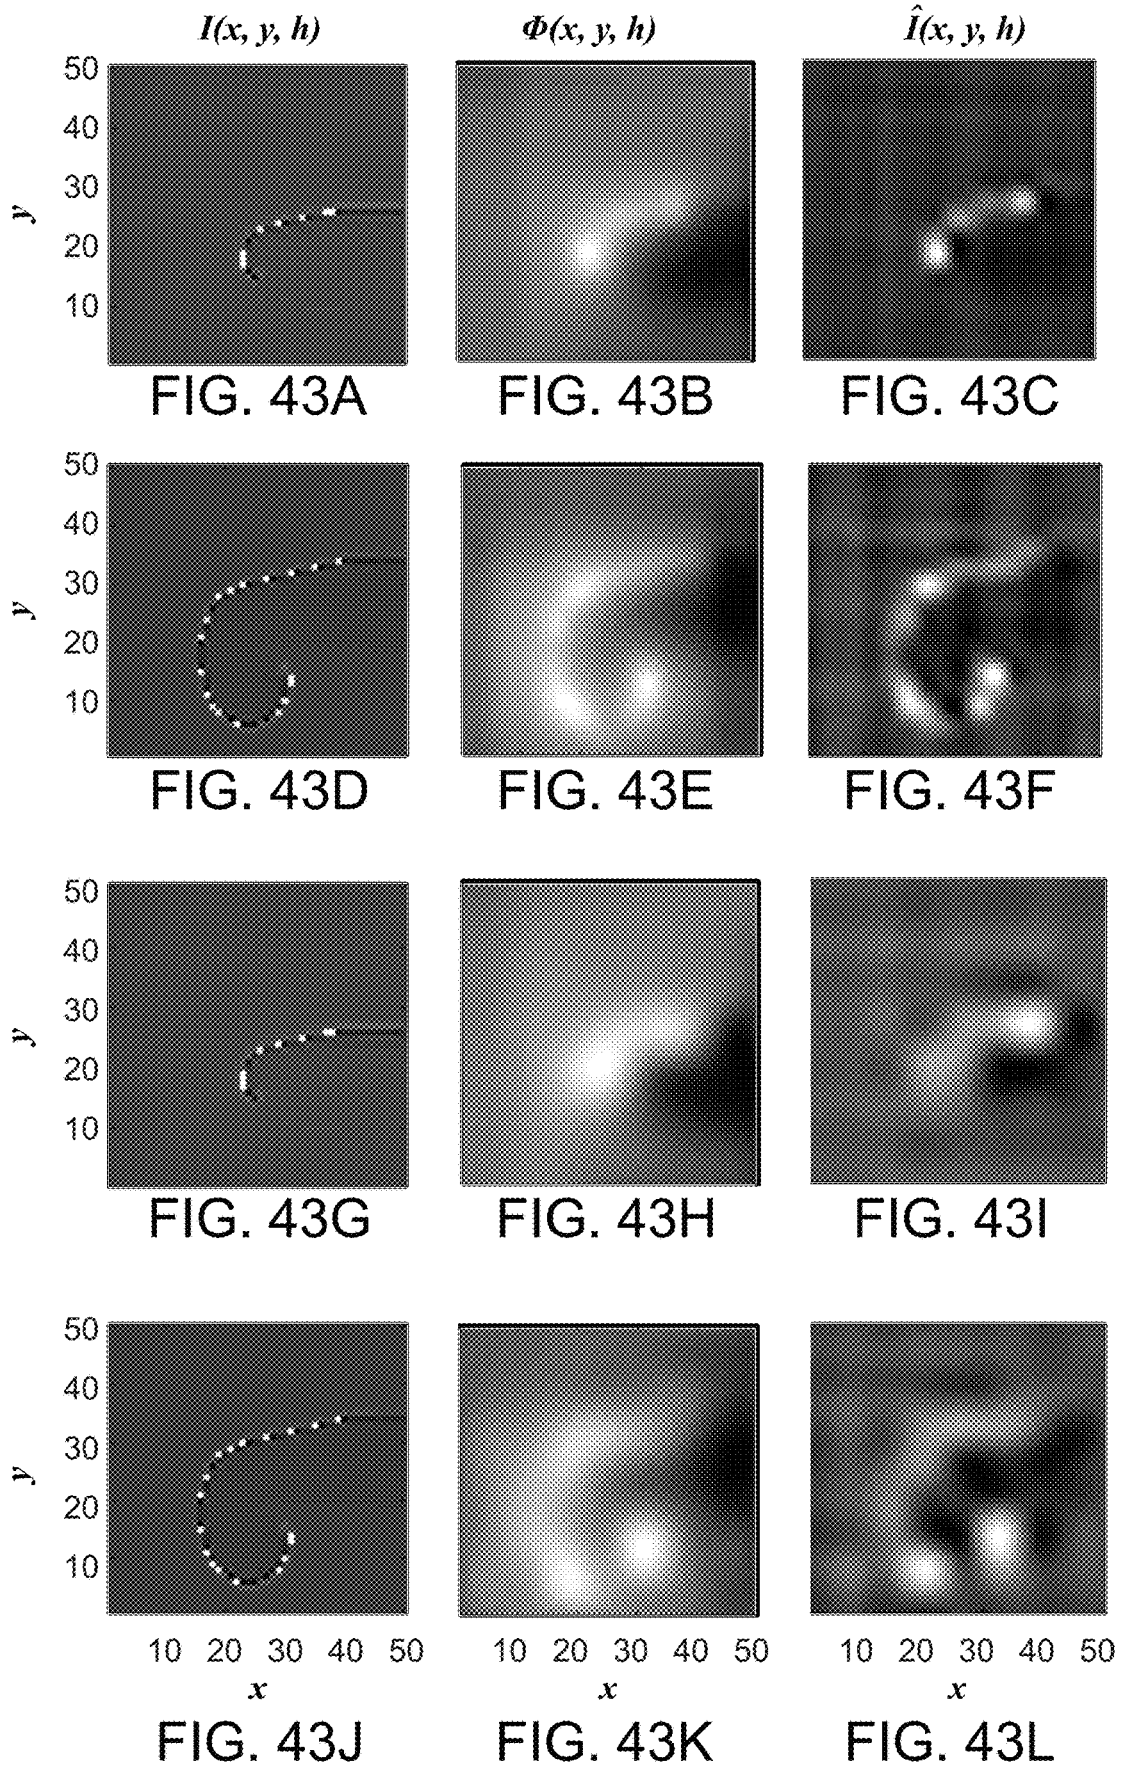 I(x, y, h) Φ(x, y, h) Î(x, y, h)
50
40
30
20
10
y
FIG. 43A FIG. 43B FIG. 43C
50
40
30
20
10
y
FIG. 43D FIG. 43E FIG. 43F
50
40
30
20
10
y
FIG. 43G FIG. 43H FIG. 43I
50
40
30
20
10
y
10 20 30 40 50 10 20 30 40 50 10 20 30 40 50
x x x
FIG. 43J FIG. 43K FIG. 43L